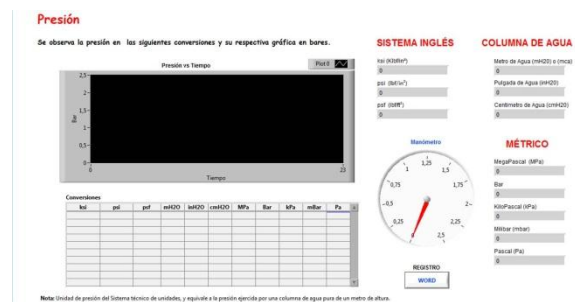 Presión
Se observa la presión en las siguientes conversiones y su respectiva gráfica en bares.
Presión vs Tiempo
Plot 0
Bar
2,5
2
1,5
1
0,5
0
0
23
Tiempo
Conversiones
ksi psi psf mH2O inH2O cmH2O MPa Bar kPa mBar Pa
SISTEMA INGLÉS
ksi (klbf/in²)
0
psi (lbf/in²)
0
psf (lbf/ft²)
0
COLUMNA DE AGUA
Metro de Agua (mH20) o (mca)
0
Pulgada de Agua (inH20)
0
Centímetro de Agua (cmH20)
0
Manómetro
0
0,25
0,5
0,75
1
1,25
1,5
1,75
2
2,25
2,5
REGISTRO
WORD
MÉTRICO
MegaPascal (MPa)
0
Bar
0
KiloPascal (KPa)
0
Milibar (mbar)
0
Pascal (Pa)
0
Nota: Unidad de presión del Sistema técnico de unidades, y equivale a la presión ejercida por una columna de agua pura de un metro de altura.